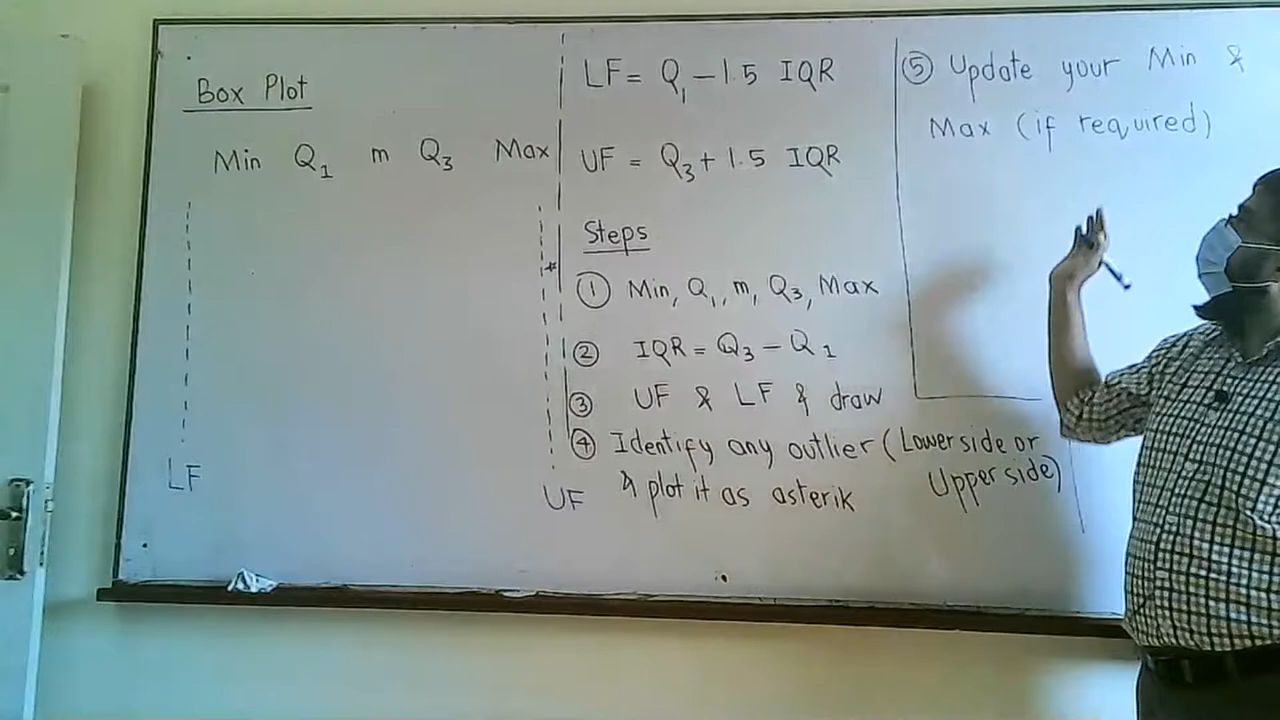 Box Plot
Min Q1 m Q3 Max
*
LF
UF
LF = Q1 - 1.5 IQR
UF = Q3 + 1.5 IQR
Steps
① Min, Q1, m, Q3, Max
② IQR = Q3 - Q1
③ UF & LF & draw
④ Identify any outlier (Lower side or
Upper side)
& plot it as asterik
⑤ Update your Min &
Max (if required)